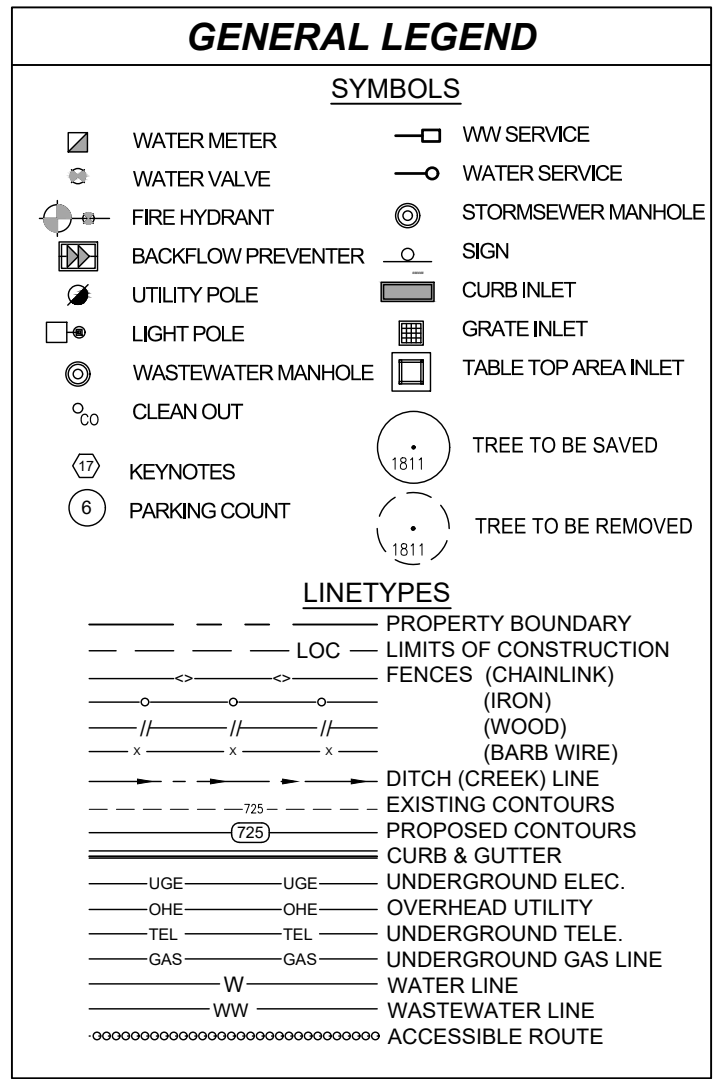 GENERAL LEGEND
SYMBOLS
WATER METER
WATER VALVE
FIRE HYDRANT
BACKFLOW PREVENTER
UTILITY POLE
LIGHT POLE
WASTEWATER MANHOLE
CO CLEAN OUT
17 KEYNOTES
6 PARKING COUNT
WW SERVICE
WATER SERVICE
STORMSEWER MANHOLE
SIGN
CURB INLET
GRATE INLET
TABLE TOP AREA INLET
1811 TREE TO BE SAVED
1811 TREE TO BE REMOVED
LINETYPES
PROPERTY BOUNDARY
LOC LIMITS OF CONSTRUCTION
<> <> FENCES (CHAINLINK)
(IRON)
// // // (WOOD)
x x x (BARB WIRE)
DITCH (CREEK) LINE
725 EXISTING CONTOURS
725 PROPOSED CONTOURS
CURB & GUTTER
UGE UGE UNDERGROUND ELEC.
OHE OHE OVERHEAD UTILITY
TEL TEL UNDERGROUND TELE.
GAS GAS UNDERGROUND GAS LINE
W WATER LINE
WW WASTEWATER LINE
ACCESSIBLE ROUTE